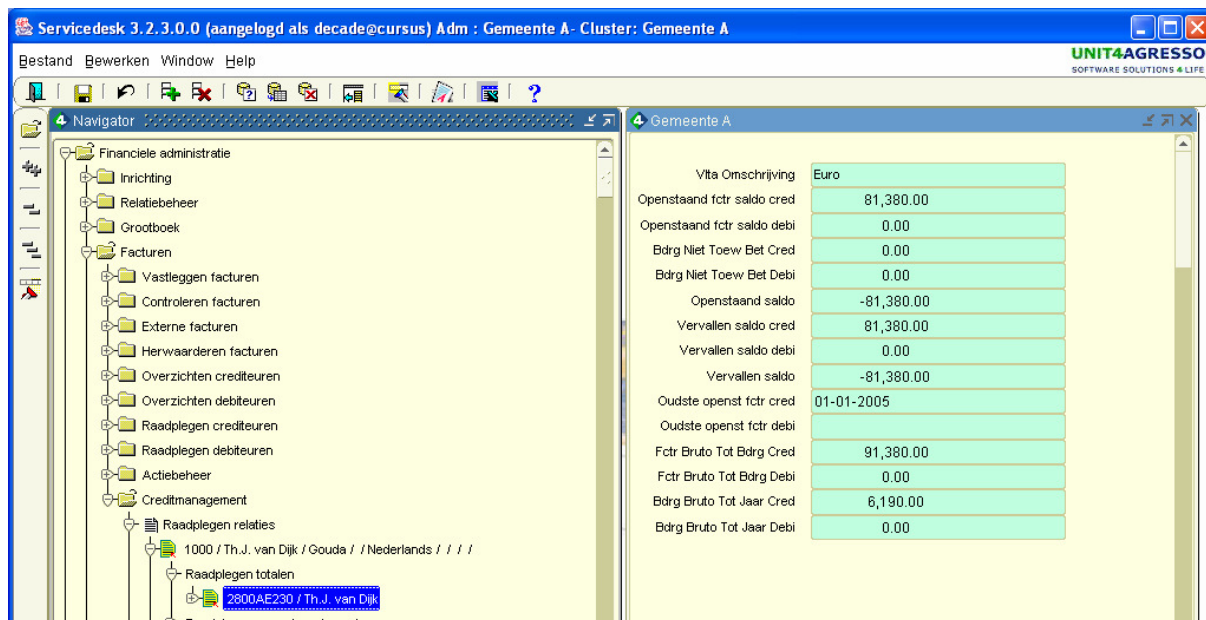 Servicedesk 3.2.3.0.0 (aangelogd als decade@cursus) Adm : Gemeente A- Cluster: Gemeente A
Bestand Bewerken Window Help
UNIT4AGRESSO
SOFTWARE SOLUTIONS 4 LIFE
4 Navigator
Financiele administratie
Inrichting
Relatiebeheer
Grootboek
Facturen
Vastleggen facturen
Controleren facturen
Externe facturen
Herwaarderen facturen
Overzichten crediteuren
Overzichten debiteuren
Raadplegen crediteuren
Raadplegen debiteuren
Actiebeheer
Creditmanagement
Raadplegen relaties
1000 / Th.J. van Dijk / Gouda / / Nederlands / / / /
Raadplegen totalen
2800AE230 / Th.J. van Dijk
4 Gemeente A
Vlta Omschrijving Euro
Openstaand fctr saldo cred 81,380.00
Openstaand fctr saldo debi 0.00
Bdrg Niet Toew Bet Cred 0.00
Bdrg Niet Toew Bet Debi 0.00
Openstaand saldo -81,380.00
Vervallen saldo cred 81,380.00
Vervallen saldo debi 0.00
Vervallen saldo -81,380.00
Oudste openst fctr cred 01-01-2005
Oudste openst fctr debi
Fctr Bruto Tot Bdrg Cred 91,380.00
Fctr Bruto Tot Bdrg Debi 0.00
Bdrg Bruto Tot Jaar Cred 6,190.00
Bdrg Bruto Tot Jaar Debi 0.00